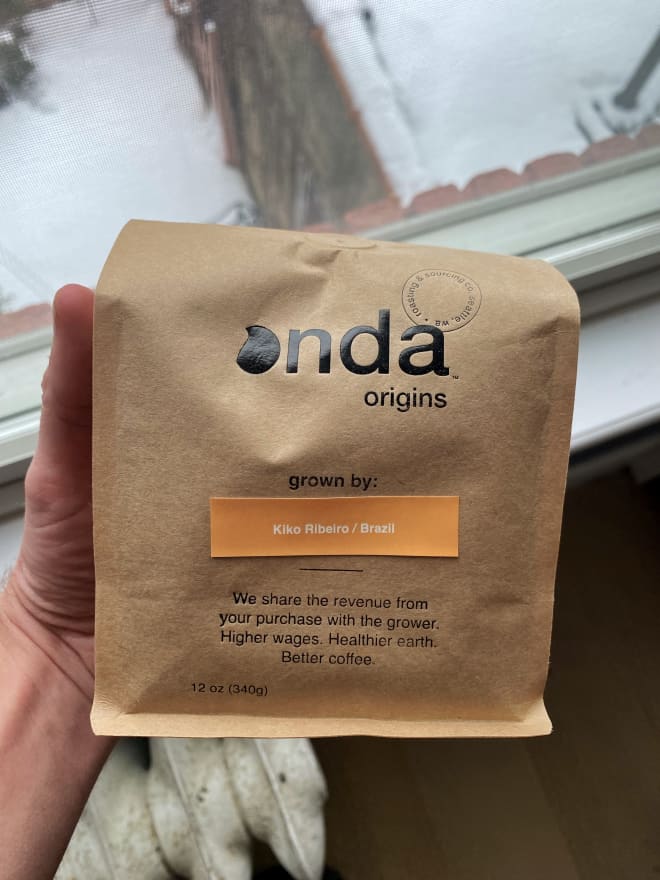 roasting & sourcing co. seattle, wa •
onda™
origins
grown by:
Kiko Ribeiro / Brazil
We share the revenue from
your purchase with the grower.
Higher wages. Healthier earth.
Better coffee.
12 oz (340g)